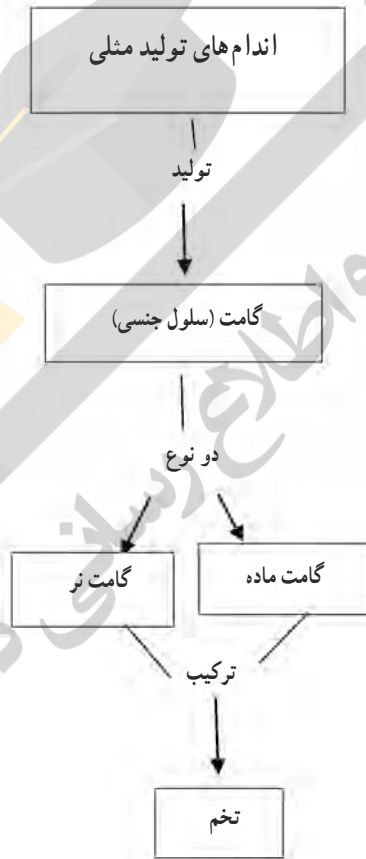 اندام‌های تولید مثلی
تولید
گامت (سلول جنسی)
دو نوع
گامت ماده
گامت نر
ترکیب
تخم